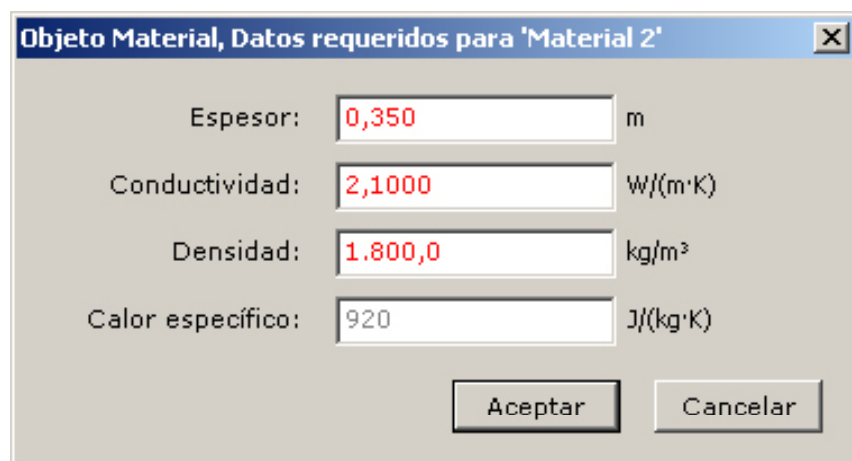 Objeto Material, Datos requeridos para 'Material 2'
Espesor: 0,350 m
Conductividad: 2,1000 W/(m·K)
Densidad: 1.800,0 kg/m³
Calor específico: 920 J/(kg·K)
Aceptar Cancelar